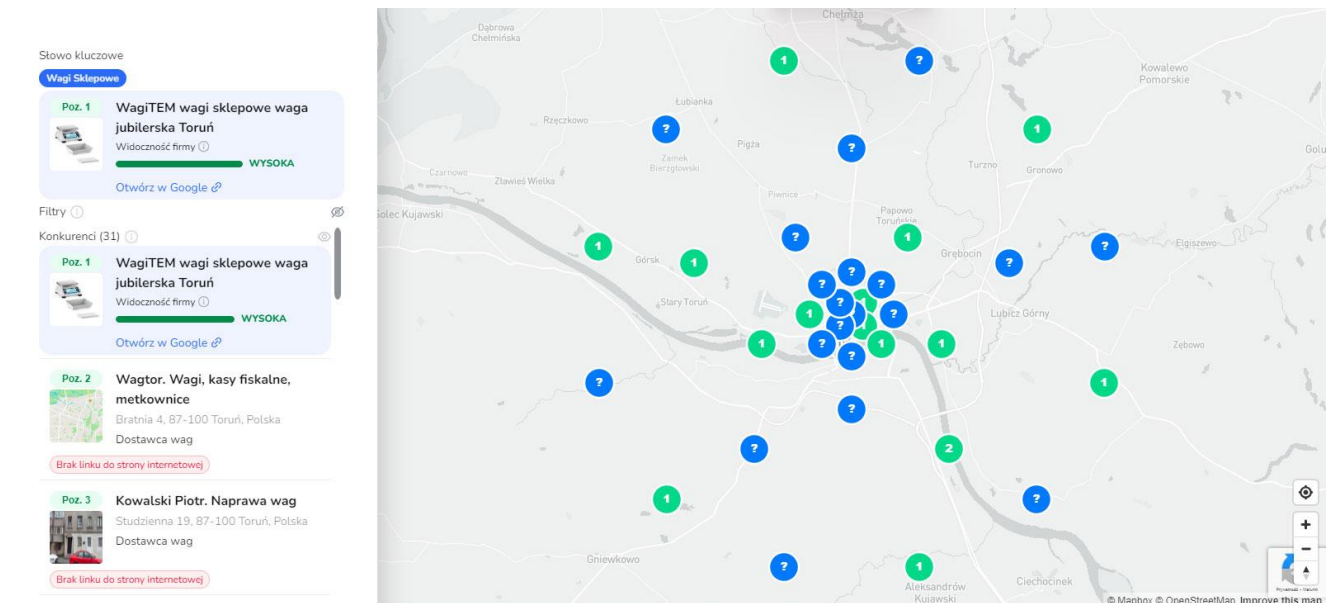 Słowo kluczowe
Wagi Sklepowe
Poz. 1
WagiTEM wagi sklepowe waga
jubilerska Toruń
Widoczność firmy
WYSOKA
Otwórz w Google
Filtry
Konkurenci (31)
Poz. 1
WagiTEM wagi sklepowe waga
jubilerska Toruń
Widoczność firmy
WYSOKA
Otwórz w Google
Poz. 2
Wagtor. Wagi, kasy fiskalne,
metkownice
Bratnia 4, 87-100 Toruń, Polska
Dostawca wag
Brak linku do strony internetowej
Poz. 3
Kowalski Piotr. Naprawa wag
Studzienna 19, 87-100 Toruń, Polska
Dostawca wag
Brak linku do strony internetowej
Chełmża
Dąbrowa
Chełmińska
1
?
Kowalewo
Pomorskie
Łubianka
Rzęczkowo
?
1
Pigża
?
Zamek
Bierzgłowski
Czarnowo
Zławieś Wielka
Turzno
Gronowo
Golu
Piwnice
Solec Kujawski
Papowo
Toruńskie
1
?
1
?
Elgiszewo
Górsk
1
Grębocin
?
?
?
?
Stary Toruń
1
?
1
?
?
Lubicz Górny
?
1
1
?
1
1
?
Zębowo
?
1
?
?
2
1
?
Gniewkowo
?
1
Aleksandrów
Kujawski
Ciechocinek
+
−
© Mapbox © OpenStreetMap Improve this map